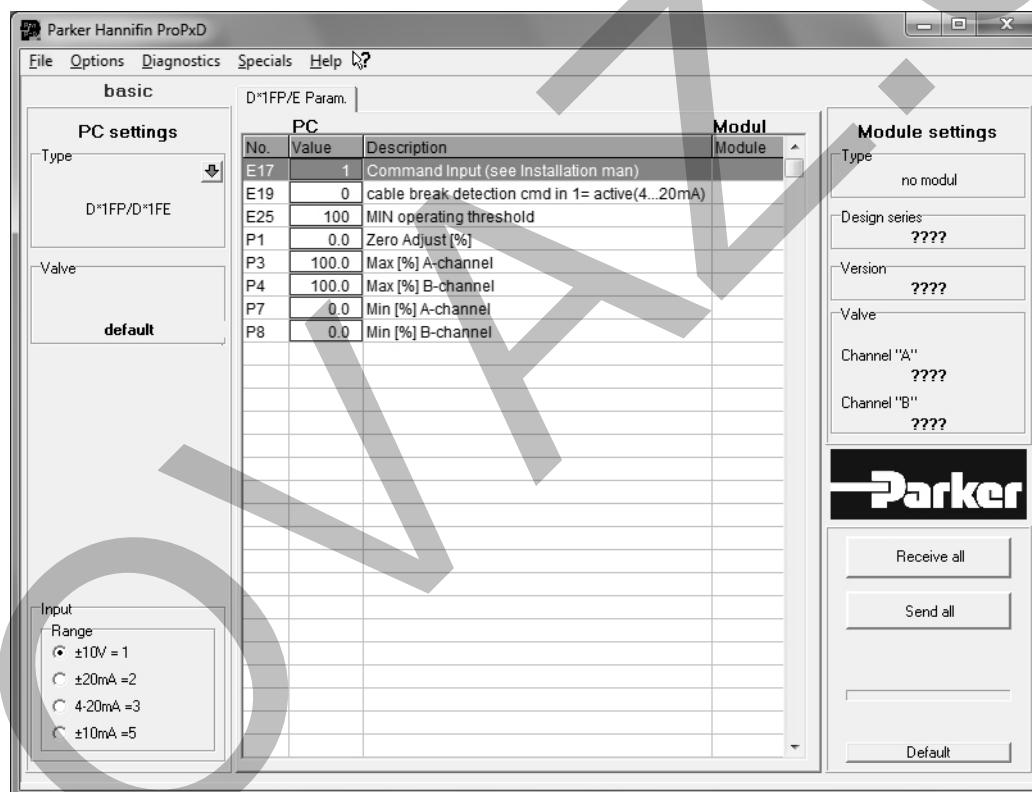 Parker Hannifin ProPxD
File Options Diagnostics Specials Help
basic
PC settings
Type
D*1FP/D*1FE
Valve
default
Input
Range
±10V = 1
±20mA =2
4-20mA =3
±10mA =5
D*1FP/E Param.
PC Modul
No. Value Description Module
E17 1 Command Input (see Installation man)
E19 0 cable break detection cmd in 1= active(4...20mA)
E25 100 MIN operating threshold
P1 0.0 Zero Adjust [%]
P3 100.0 Max [%] A-channel
P4 100.0 Max [%] B-channel
P7 0.0 Min [%] A-channel
P8 0.0 Min [%] B-channel
Module settings
Type
no modul
Design series
????
Version
????
Valve
Channel "A"
????
Channel "B"
????
Parker
Receive all
Send all
Default
OVAZ.